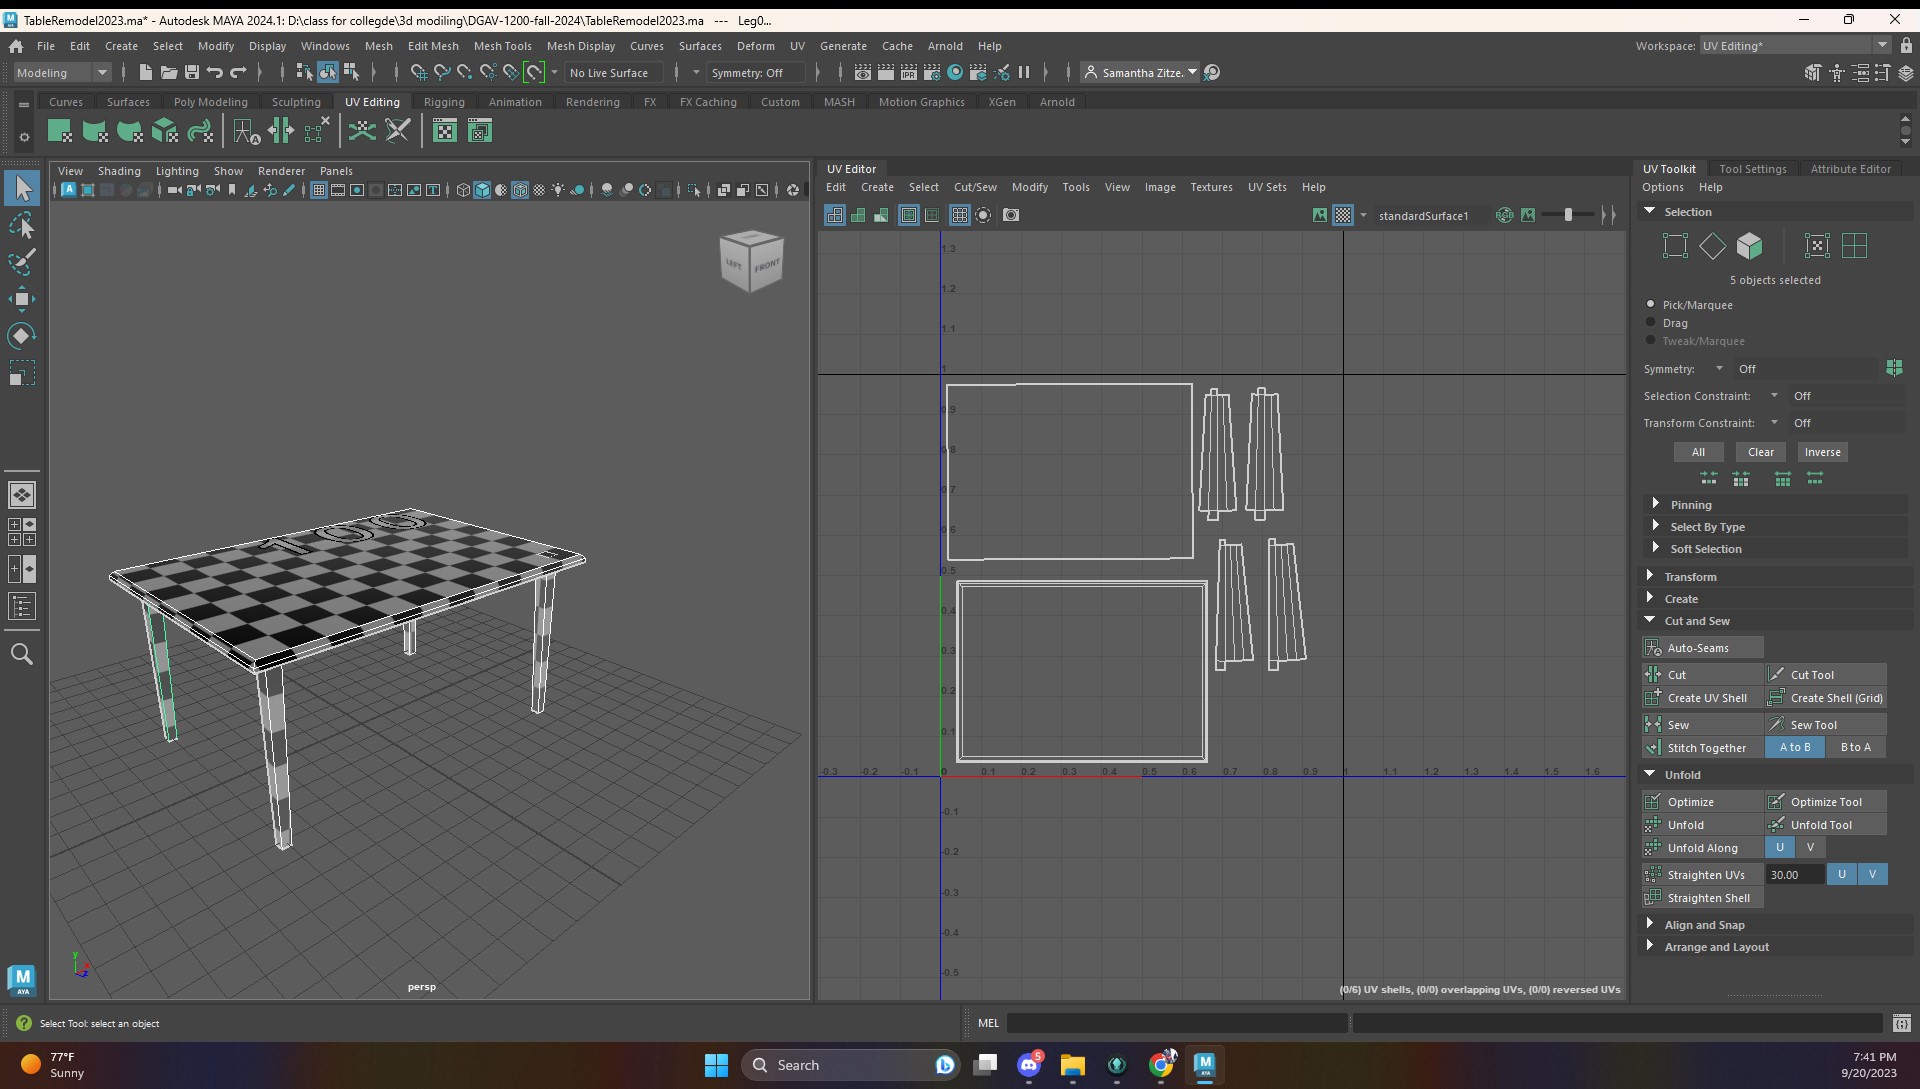 TableRemodel2023.ma* - Autodesk MAYA 2024.1: D:\class for collegde\3d modiling\DGAV-1200-fall-2024\TableRemodel2023.ma --- Leg0...
File Edit Create Select Modify Display Windows Mesh Edit Mesh Mesh Tools Mesh Display Curves Surfaces Deform UV Generate Cache Arnold Help
Workspace: UV Editing*
Modeling No Live Surface Symmetry: Off Samantha Zitze.
Curves Surfaces Poly Modeling Sculpting UV Editing Rigging Animation Rendering FX FX Caching Custom MASH Motion Graphics XGen Arnold
View Shading Lighting Show Renderer Panels
LEFT FRONT
100
persp
UV Editor
Edit Create Select Cut/Sew Modify Tools View Image Textures UV Sets Help
standardSurface1
1.3
1.2
1.1
1
0.9
0.8
0.7
0.6
0.5
0.4
0.3
0.2
0.1
-0.3 -0.2 -0.1 0 0.1 0.2 0.3 0.4 0.5 0.6 0.7 0.8 0.9 1 1.1 1.2 1.3 1.4 1.5 1.6
-0.1
-0.2
-0.3
-0.4
-0.5
(0/6) UV shells, (0/0) overlapping UVs, (0/0) reversed UVs
UV Toolkit Tool Settings Attribute Editor
Options Help
Selection
5 objects selected
Pick/Marquee
Drag
Tweak/Marquee
Symmetry: Off
Selection Constraint: Off
Transform Constraint: Off
All Clear Inverse
Pinning
Select By Type
Soft Selection
Transform
Create
Cut and Sew
Auto-Seams
Cut Cut Tool
Create UV Shell Create Shell (Grid)
Sew Sew Tool
Stitch Together A to B B to A
Unfold
Optimize Optimize Tool
Unfold Unfold Tool
Unfold Along U V
Straighten UVs 30.00 U V
Straighten Shell
Align and Snap
Arrange and Layout
M
AYA
Select Tool: select an object
MEL
77°F
Sunny
Search
5
7:41 PM
9/20/2023